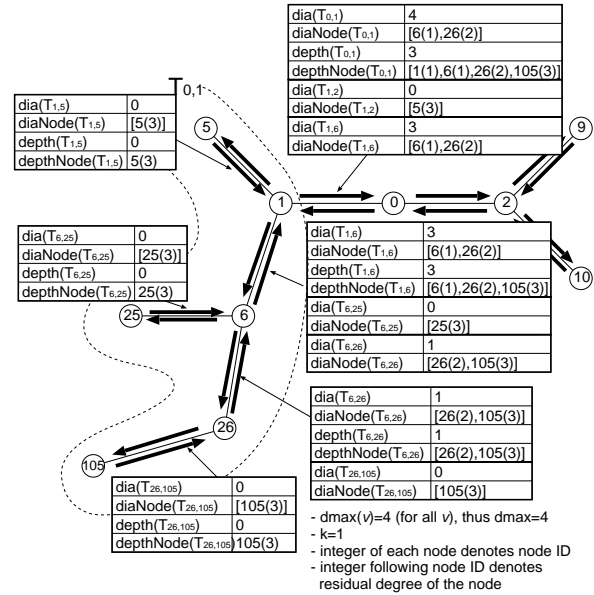 dia(T0,1) 4
diaNode(T0,1) [6(1),26(2)]
depth(T0,1) 3
depthNode(T0,1) [1(1),6(1),26(2),105(3)]
dia(T1,2) 0
diaNode(T1,2) [5(3)]
dia(T1,6) 3
diaNode(T1,6) [6(1),26(2)]
T0,1
dia(T1,5) 0
diaNode(T1,5) [5(3)]
depth(T1,5) 0
depthNode(T1,5) 5(3)
5
9
1
0
2
10
dia(T1,6) 3
diaNode(T1,6) [6(1),26(2)]
depth(T1,6) 3
depthNode(T1,6) [6(1),26(2),105(3)]
dia(T6,25) 0
diaNode(T6,25) [25(3)]
dia(T6,26) 1
diaNode(T6,26) [26(2),105(3)]
dia(T6,25) 0
diaNode(T6,25) [25(3)]
depth(T6,25) 0
depthNode(T6,25) 25(3)
25
6
26
105
dia(T6,26) 1
diaNode(T6,26) [26(2),105(3)]
depth(T6,26) 1
depthNode(T6,26) [26(2),105(3)]
dia(T26,105) 0
diaNode(T26,105) [105(3)]
dia(T26,105) 0
diaNode(T26,105) [105(3)]
depth(T26,105) 0
depthNode(T26,105) 105(3)
- dmax(v)=4 (for all v), thus dmax=4
- k=1
- integer of each node denotes node ID
- integer following node ID denotes
residual degree of the node